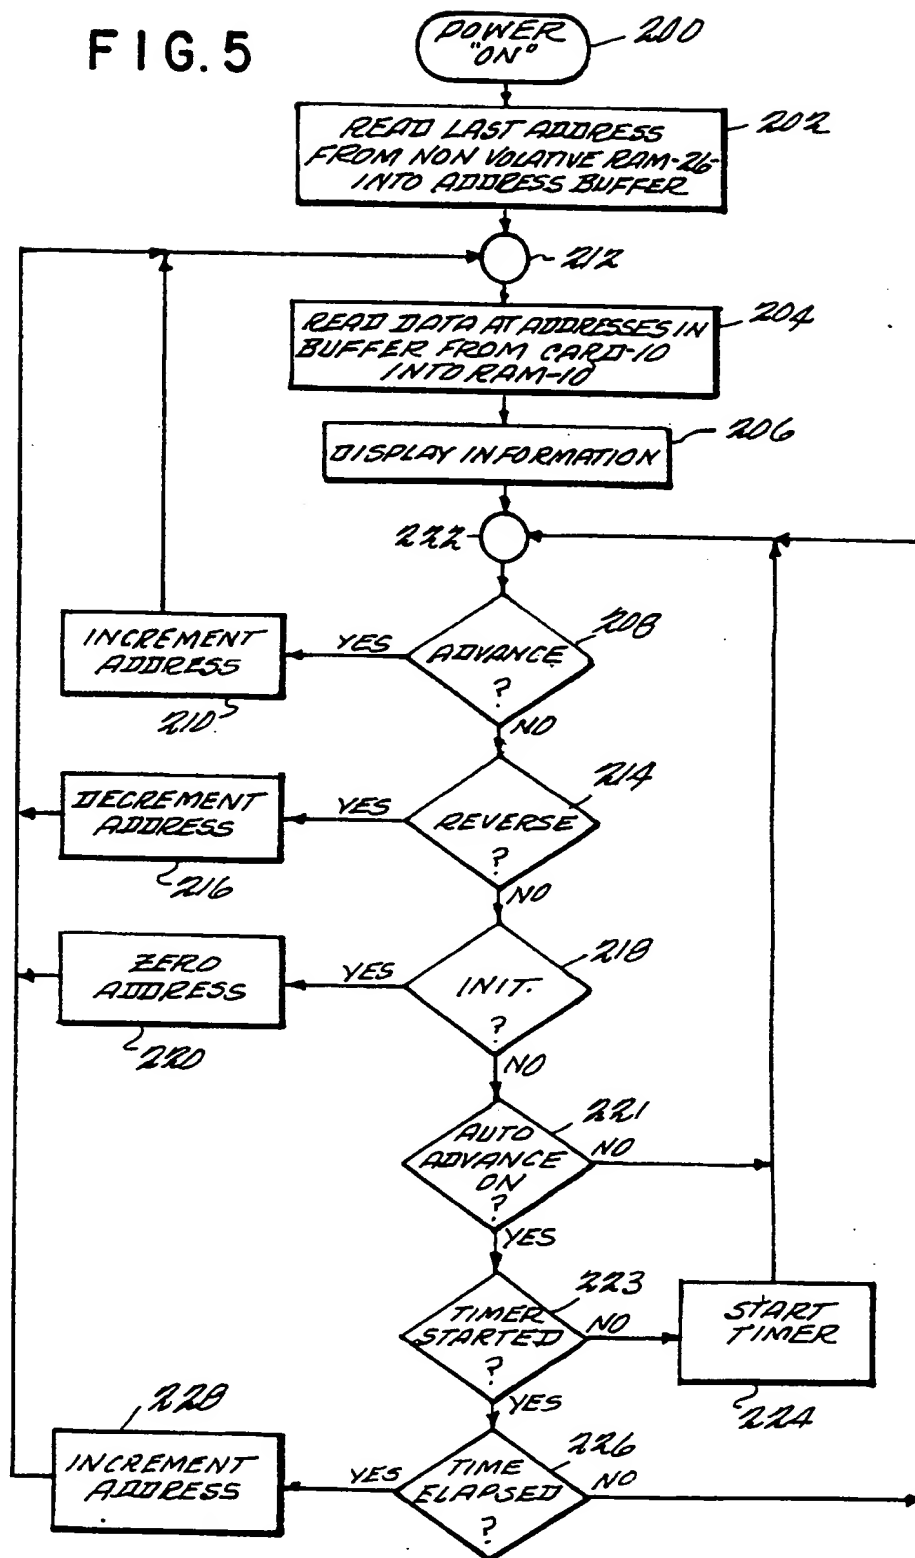 FIG. 5
POWER
"ON"
200
READ LAST ADDRESS
FROM NON VOLATIVE RAM-26-
INTO ADDRESS BUFFER
202
212
READ DATA AT ADDRESSES IN
BUFFER FROM CARD-10
INTO RAM-10
204
DISPLAY INFORMATION
206
222
ADVANCE
?
208
YES
NO
INCREMENT
ADDRESS
210
REVERSE
?
214
YES
NO
DECREMENT
ADDRESS
216
INIT.
?
218
YES
NO
ZERO
ADDRESS
220
AUTO
ADVANCE
ON
?
221
NO
YES
TIMER
STARTED
?
223
NO
YES
START
TIMER
224
TIME
ELAPSED
?
226
YES
NO
228
INCREMENT
ADDRESS